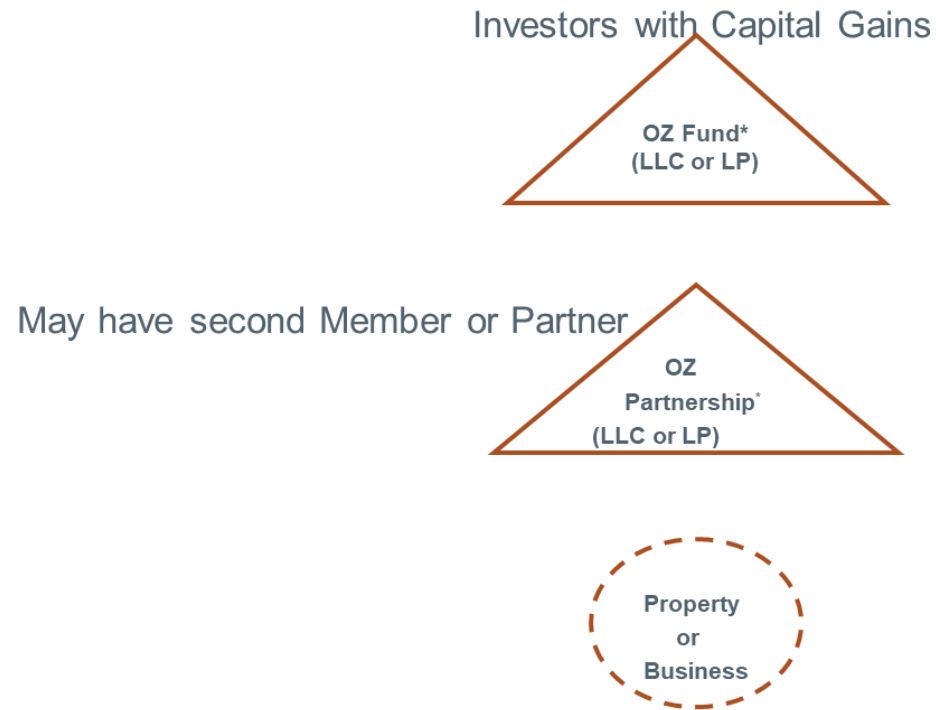 Investors with Capital Gains
OZ Fund*
(LLC or LP)
May have second Member or Partner
OZ
Partnership*
(LLC or LP)
Property
or
Business